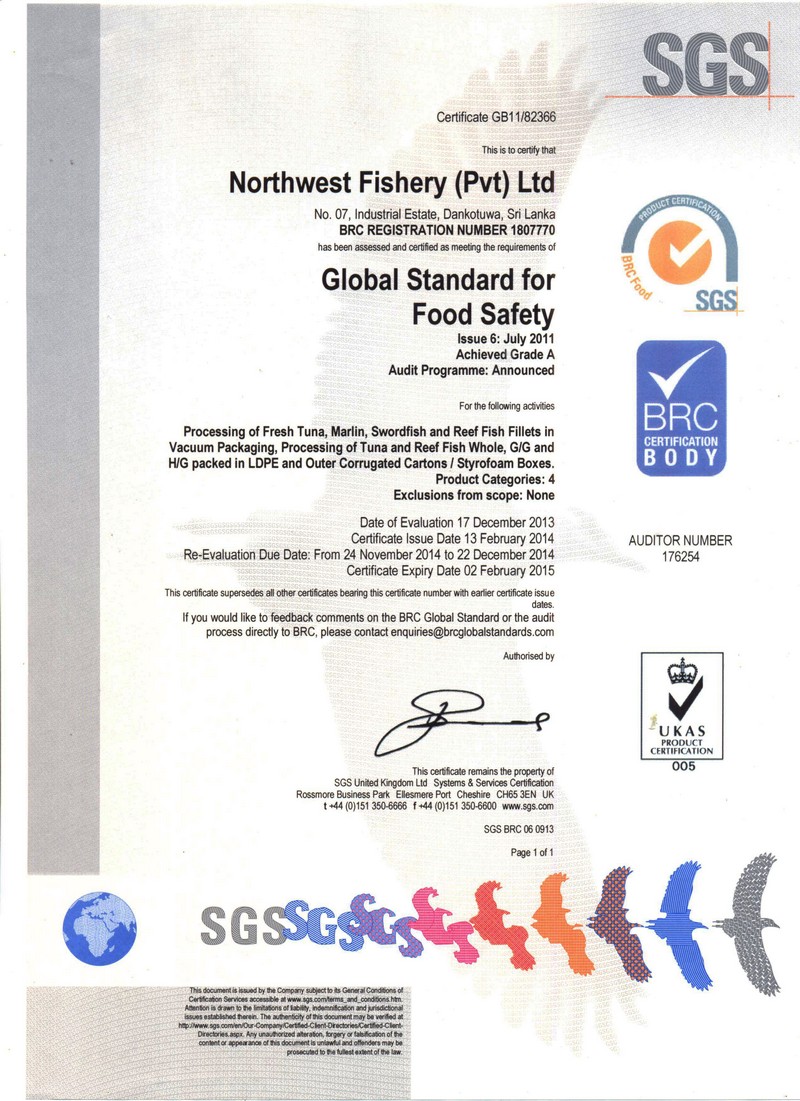 SGS
Certificate GB11/82366
This is to certify that
Northwest Fishery (Pvt) Ltd
No. 07, Industrial Estate, Dankotuwa, Sri Lanka
BRC REGISTRATION NUMBER 1807770
has been assessed and certified as meeting the requirements of
Global Standard for
Food Safety
Issue 6: July 2011
Achieved Grade A
Audit Programme: Announced
PRODUCT CERTIFICATION
BRC Food
SGS
BRC
CERTIFICATION
BODY
For the following activities
Processing of Fresh Tuna, Marlin, Swordfish and Reef Fish Fillets in
Vacuum Packaging, Processing of Tuna and Reef Fish Whole, G/G and
H/G packed in LDPE and Outer Corrugated Cartons / Styrofoam Boxes.
Product Categories: 4
Exclusions from scope: None
Date of Evaluation 17 December 2013
Certificate Issue Date 13 February 2014
Re-Evaluation Due Date: From 24 November 2014 to 22 December 2014
Certificate Expiry Date 02 February 2015
AUDITOR NUMBER
176254
This certificate supersedes all other certificates bearing this certificate number with earlier certificate issue
dates.
If you would like to feedback comments on the BRC Global Standard or the audit
process directly to BRC, please contact enquiries@brcglobalstandards.com
Authorised by
UKAS
PRODUCT
CERTIFICATION
005
This certificate remains the property of
SGS United Kingdom Ltd Systems & Services Certification
Rossmore Business Park Ellesmere Port Cheshire CH65 3EN UK
t +44 (0)151 350-6666 f +44 (0)151 350-6600 www.sgs.com
SGS BRC 06 0913
Page 1 of 1
SGS SGS SGS
This document is issued by the Company subject to its General Conditions of
Certification Services accessible at www.sgs.com/terms_and_conditions.htm.
Attention is drawn to the limitations of liability, indemnification and jurisdictional
issues established therein. The authenticity of this document may be verified at
http://www.sgs.com/en/Our-Company/Certified-Client-Directories/Certified-Client-
Directories.aspx. Any unauthorized alteration, forgery or falsification of the
content or appearance of this document is unlawful and offenders may be
prosecuted to the fullest extent of the law.